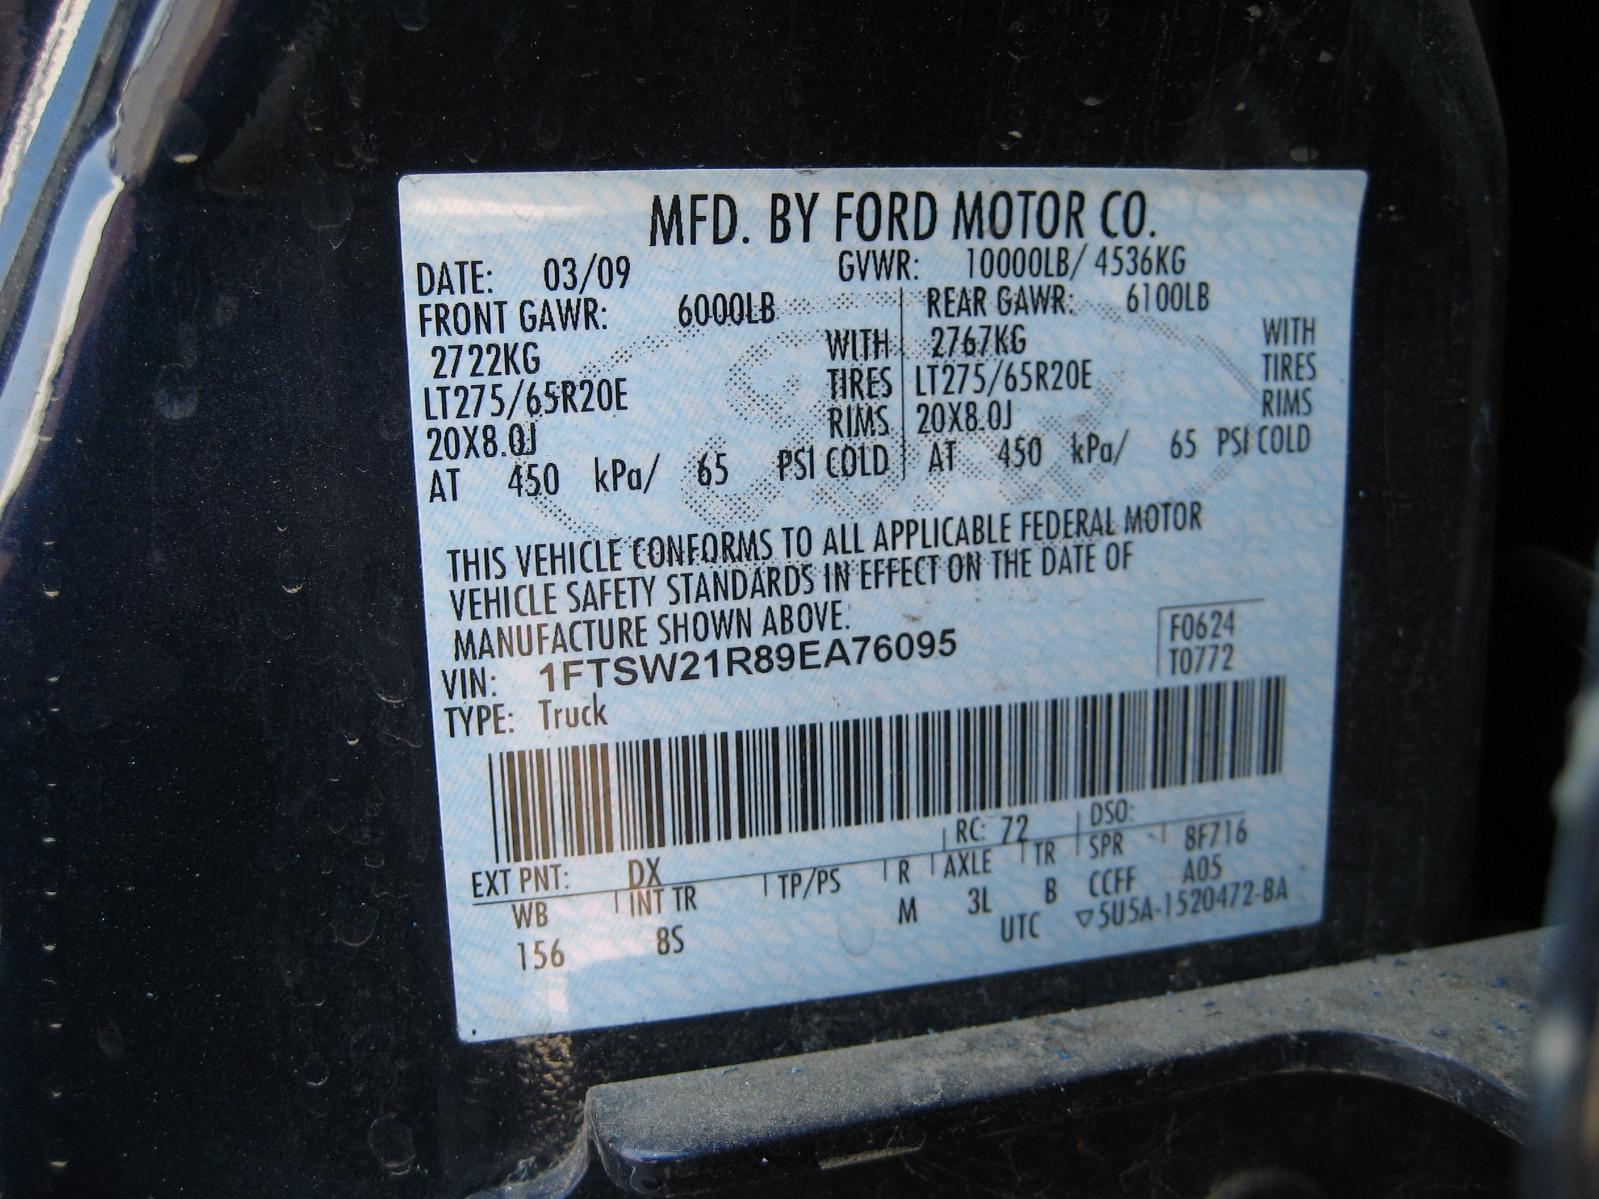 MFD. BY FORD MOTOR CO.
DATE: 03/09 GVWR: 10000LB/ 4536KG
FRONT GAWR: 6000LB REAR GAWR: 6100LB
2722KG WITH 2767KG WITH
LT275/65R20E TIRES LT275/65R20E TIRES
20X8.0J RIMS 20X8.0J RIMS
AT 450 kPa/ 65 PSI COLD AT 450 kPa/ 65 PSI COLD
THIS VEHICLE CONFORMS TO ALL APPLICABLE FEDERAL MOTOR
VEHICLE SAFETY STANDARDS IN EFFECT ON THE DATE OF
MANUFACTURE SHOWN ABOVE.
VIN: 1FTSW21R89EA76095
TYPE: Truck
F0624
T0772
EXT PNT: DX RC: 72 DSO:
WB INT TR TP/PS R AXLE TR SPR 8F716
156 8S M 3L B CCFF A05
UTC ▽5U5A-1520472-BA